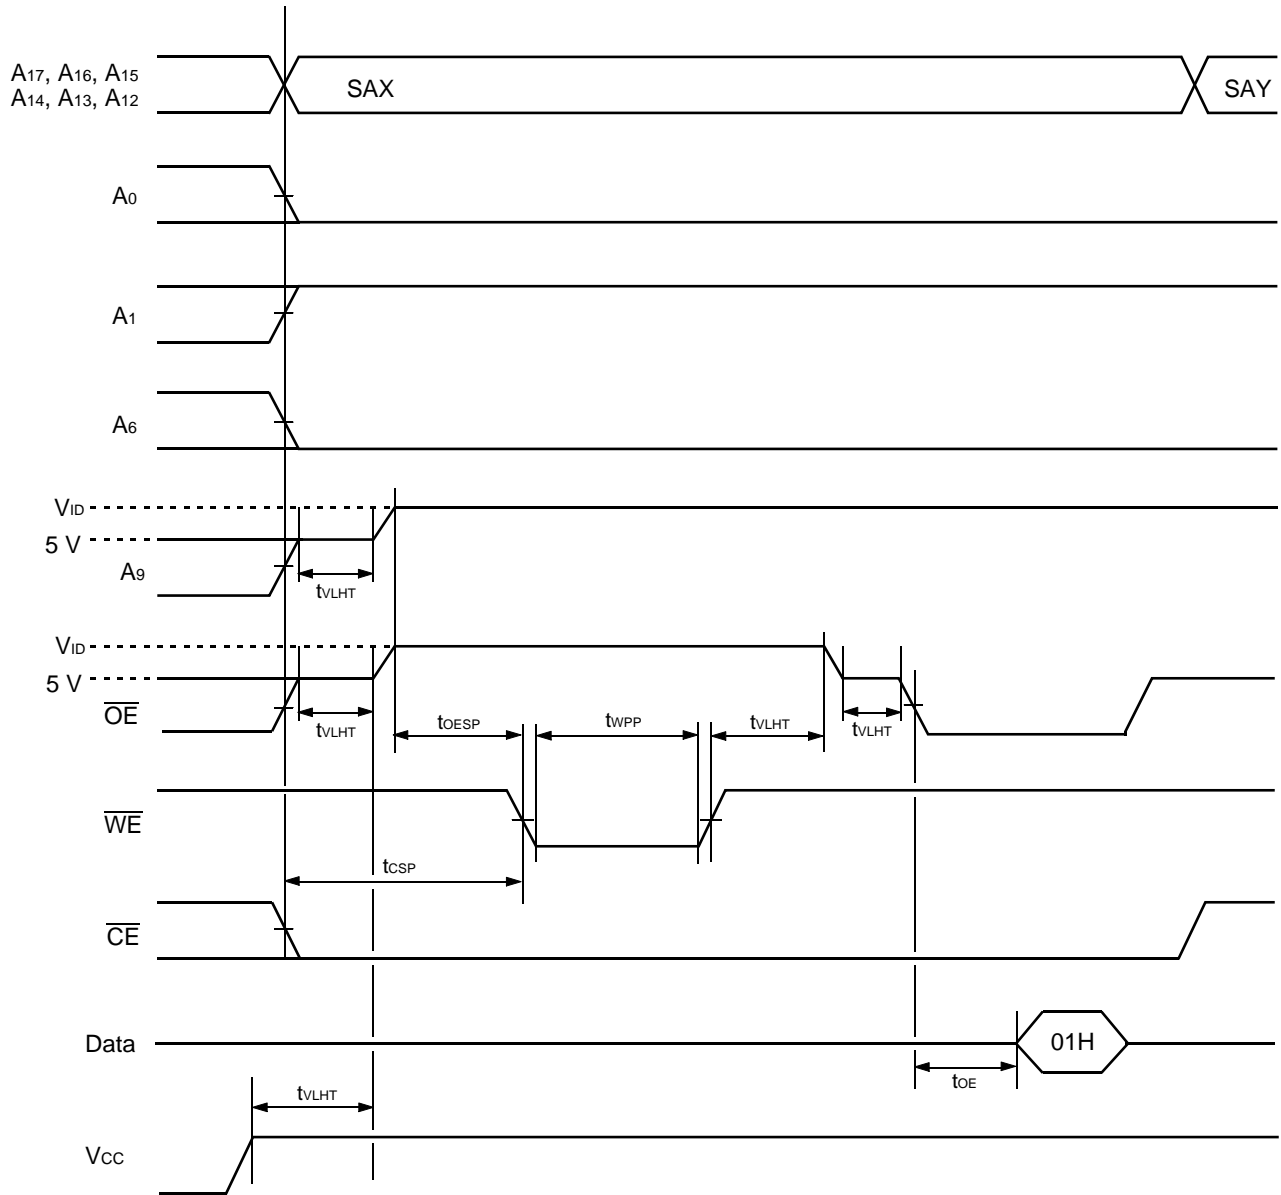 A17, A16, A15
A14, A13, A12
SAX
SAY
A0
A1
A6
VID
5 V
A9
tVLHT
VID
5 V
OE
tVLHT
tOESP
tWPP
tVLHT
tVLHT
WE
tCSP
CE
Data
01H
tOE
tVLHT
VCC